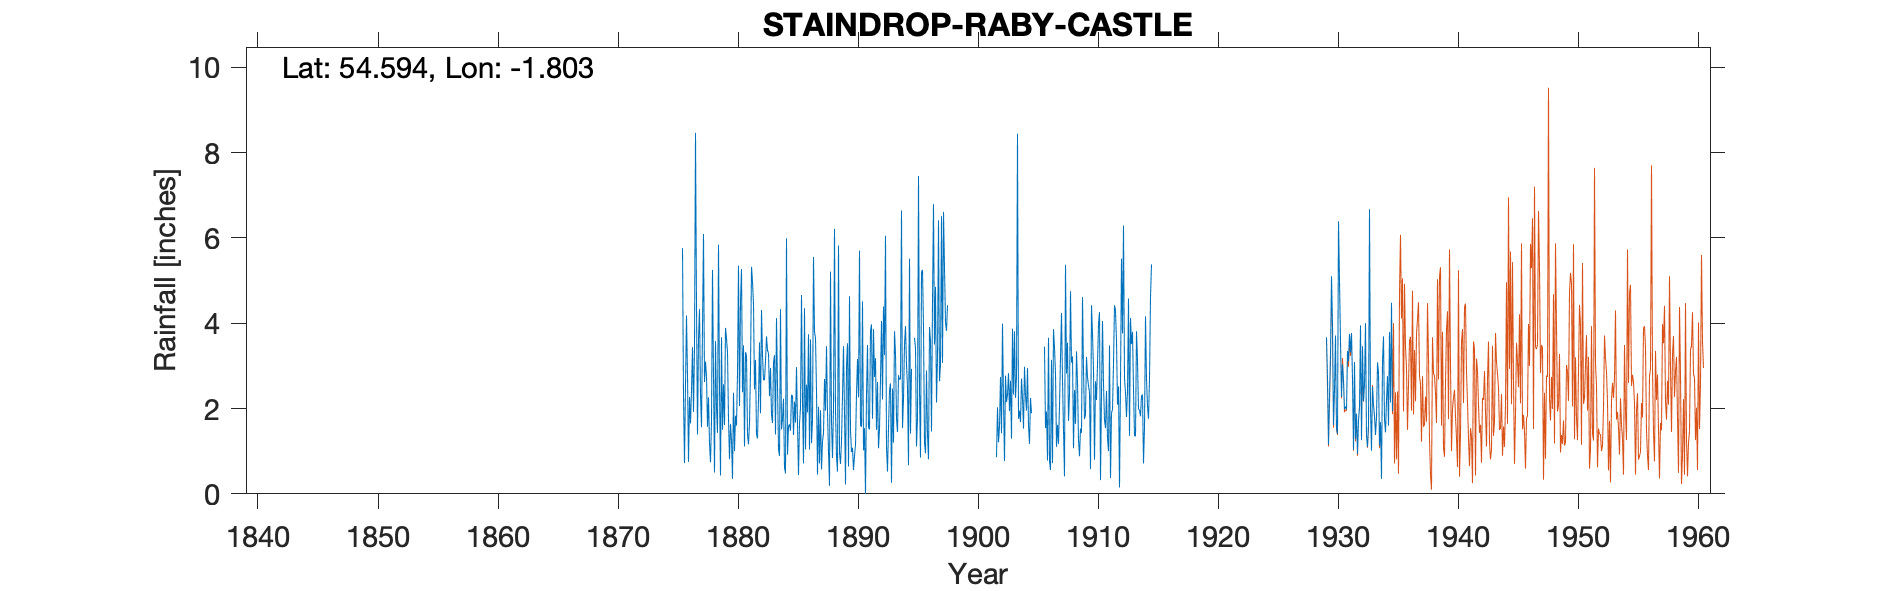 STAINDROP-RABY-CASTLE
Lat: 54.594, Lon: -1.803
10
8
6
4
2
0
Rainfall [inches]
1840 1850 1860 1870 1880 1890 1900 1910 1920 1930 1940 1950 1960
Year